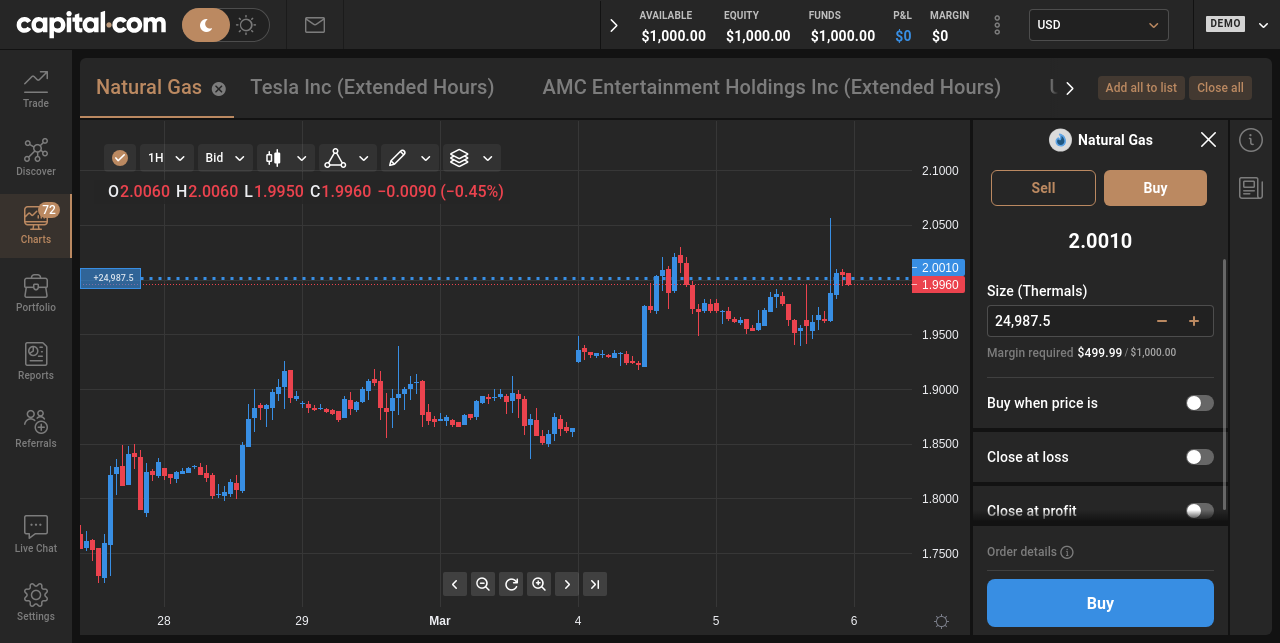 capital.com
AVAILABLE EQUITY FUNDS P&L MARGIN
$1,000.00 $1,000.00 $1,000.00 $0 $0
USD
DEMO
Trade
Discover
72
Charts
Portfolio
Reports
Referrals
Live Chat
Settings
Natural Gas Tesla Inc (Extended Hours) AMC Entertainment Holdings Inc (Extended Hours)
Add all to list Close all
1H Bid
O2.0060 H2.0060 L1.9950 C1.9960 −0.0090 (−0.45%)
+24,987.5
2.1000
2.0500
2.0010
1.9960
1.9500
1.9000
1.8500
1.8000
1.7500
28 29 Mar 4 5 6
Natural Gas
Sell Buy
2.0010
Size (Thermals)
24,987.5 − +
Margin required $499.99 / $1,000.00
Buy when price is
Close at loss
Close at profit
Order details
Buy